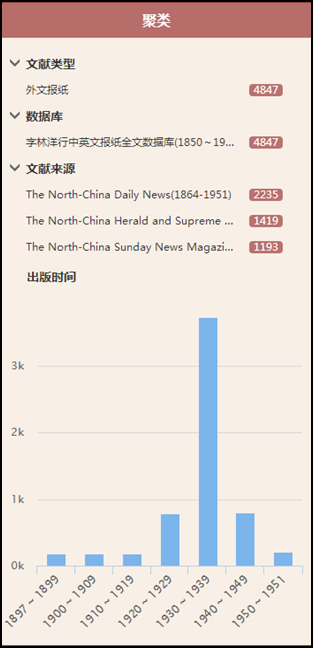 聚类
文献类型
外文报纸 4847
数据库
字林洋行中英文报纸全文数据库(1850～19... 4847
文献来源
The North-China Daily News(1864-1951) 2235
The North-China Herald and Supreme ... 1419
The North-China Sunday News Magazi... 1193
出版时间
3k
2k
1k
0k
1897 ~ 1899
1900 ~ 1909
1910 ~ 1919
1920 ~ 1929
1930 ~ 1939
1940 ~ 1949
1950 ~ 1951